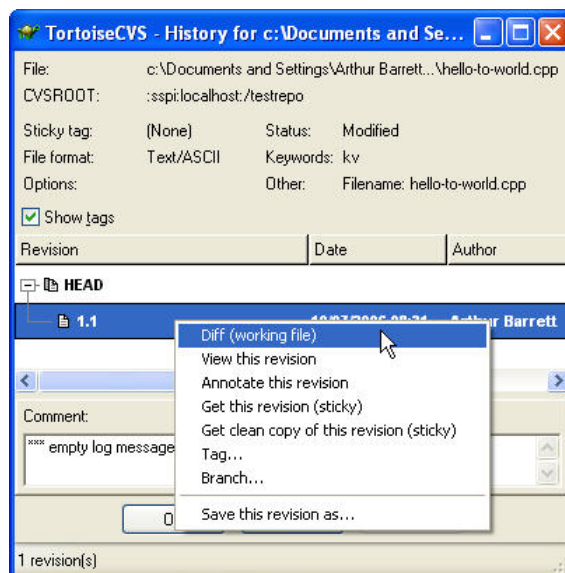 TortoiseCVS - History for c:\Documents and Se...
File: c:\Documents and Settings\Arthur Barrett...\hello-to-world.cpp
CVSROOT: :sspi:localhost:/testrepo
Sticky tag: (None) Status: Modified
File format: Text/ASCII Keywords: kv
Options: Other: Filename: hello-to-world.cpp
Show tags
Revision Date Author
HEAD
1.1 Arthur Barrett
Diff (working file)
View this revision
Annotate this revision
Get this revision (sticky)
Get clean copy of this revision (sticky)
Tag...
Branch...
Save this revision as...
Comment:
*** empty log message
1 revision(s)